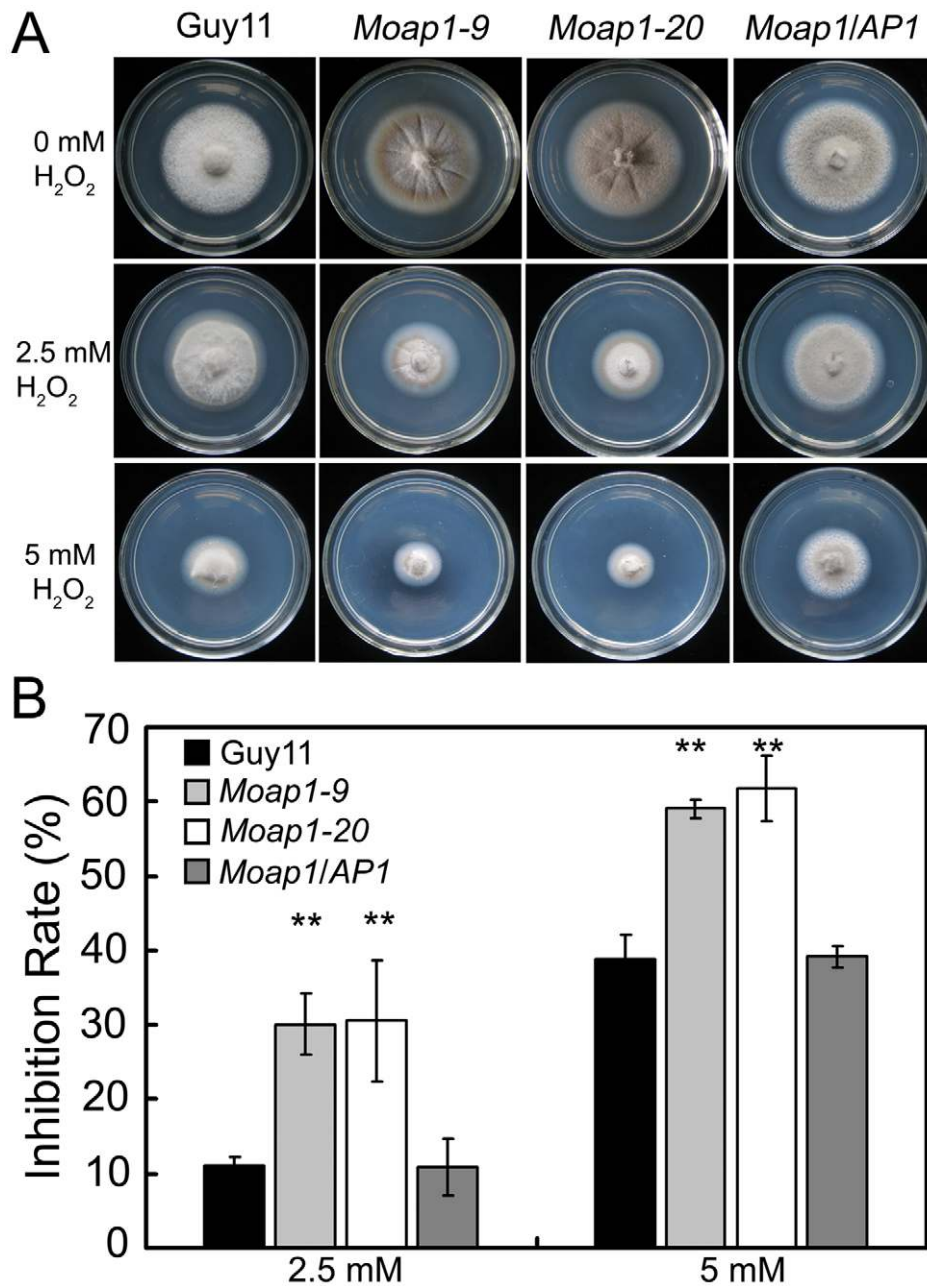 A
Guy11 Moap1-9 Moap1-20 Moap1/AP1
0 mM
H₂O₂
2.5 mM
H₂O₂
5 mM
H₂O₂
B
Inhibition Rate (%)
70
60
50
40
30
20
10
0
Guy11
Moap1-9
Moap1-20
Moap1/AP1
** **
** **
2.5 mM 5 mM